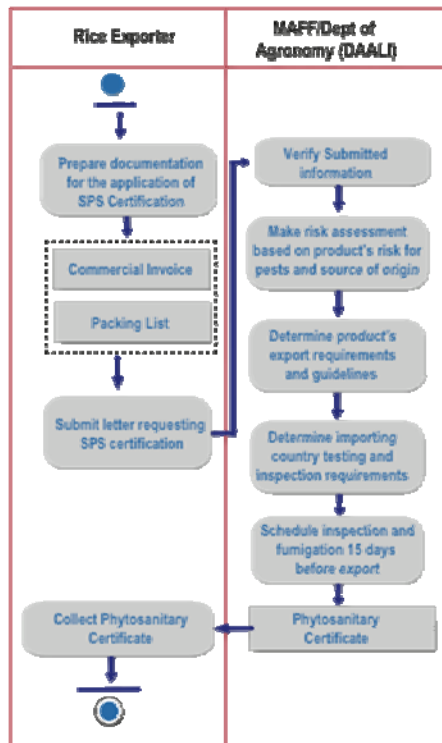 Rice Exporter
MAFF/Dept of
Agronomy (DAALI)
Prepare documentation
for the application of
SPS Certification
Commercial Invoice
Packing List
Submit letter requesting
SPS certification
Verify Submitted
information
Make risk assessment
based on product's risk for
pests and source of origin
Determine product's
export requirements
and guidelines
Determine importing
country testing and
inspection requirements
Schedule inspection and
fumigation 15 days
before export
Phytosanitary
Certificate
Collect Phytosanitary
Certificate